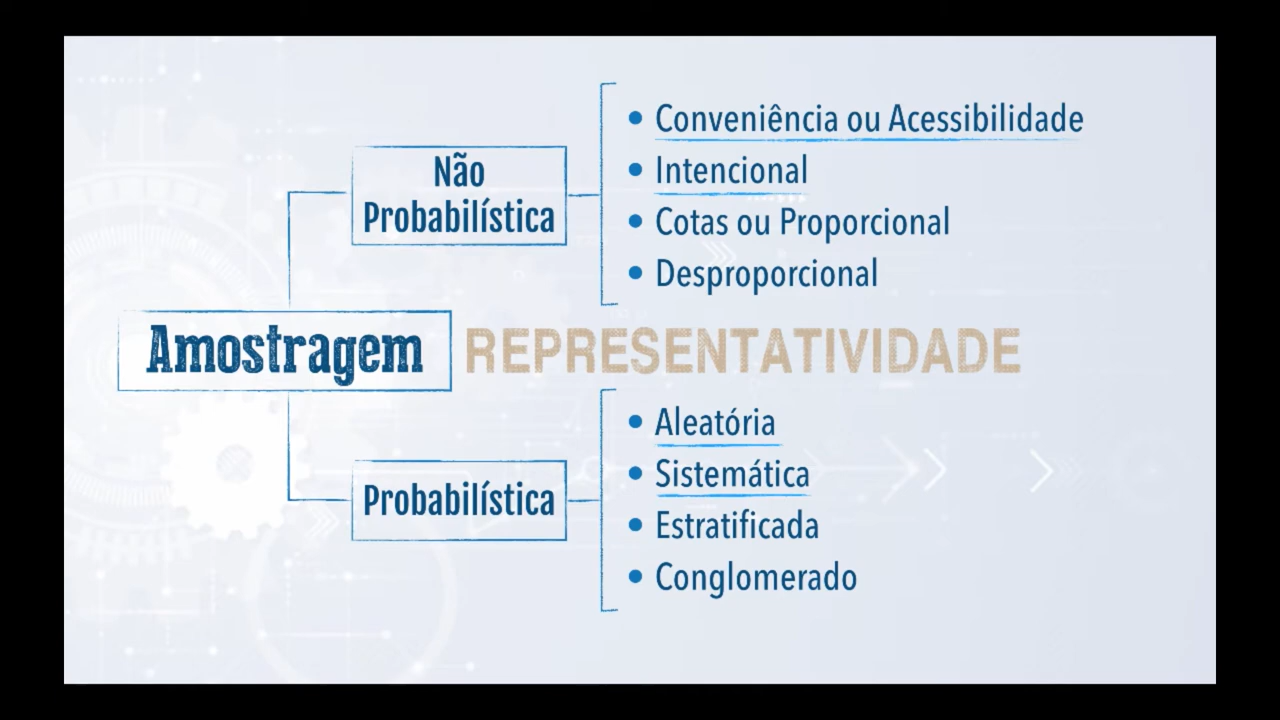 Não
Probabilística
• Conveniência ou Acessibilidade
• Intencional
• Cotas ou Proporcional
• Desproporcional
Amostragem REPRESENTATIVIDADE
Probabilística
• Aleatória
• Sistemática
• Estratificada
• Conglomerado